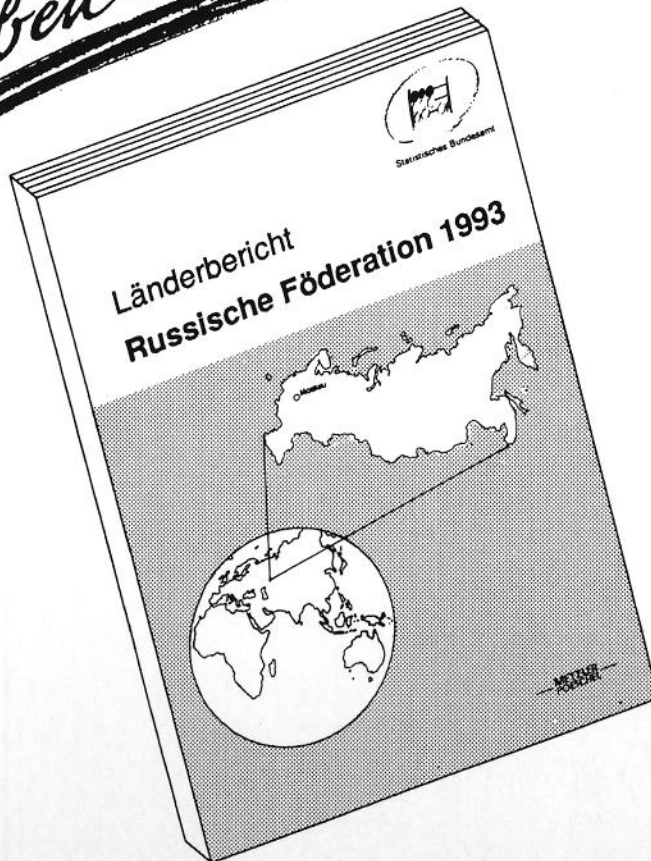 Statistisches Bundesamt
Länderbericht
Russische Föderation 1993
Moskau
METZLER
POESCHEL